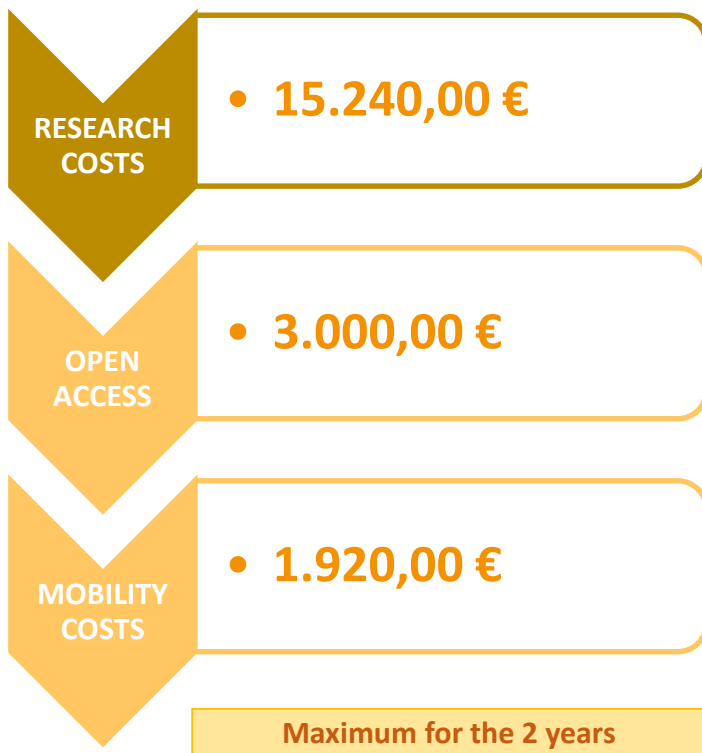 RESEARCH
COSTS
• 15.240,00 €
OPEN
ACCESS
• 3.000,00 €
MOBILITY
COSTS
• 1.920,00 €
Maximum for the 2 years